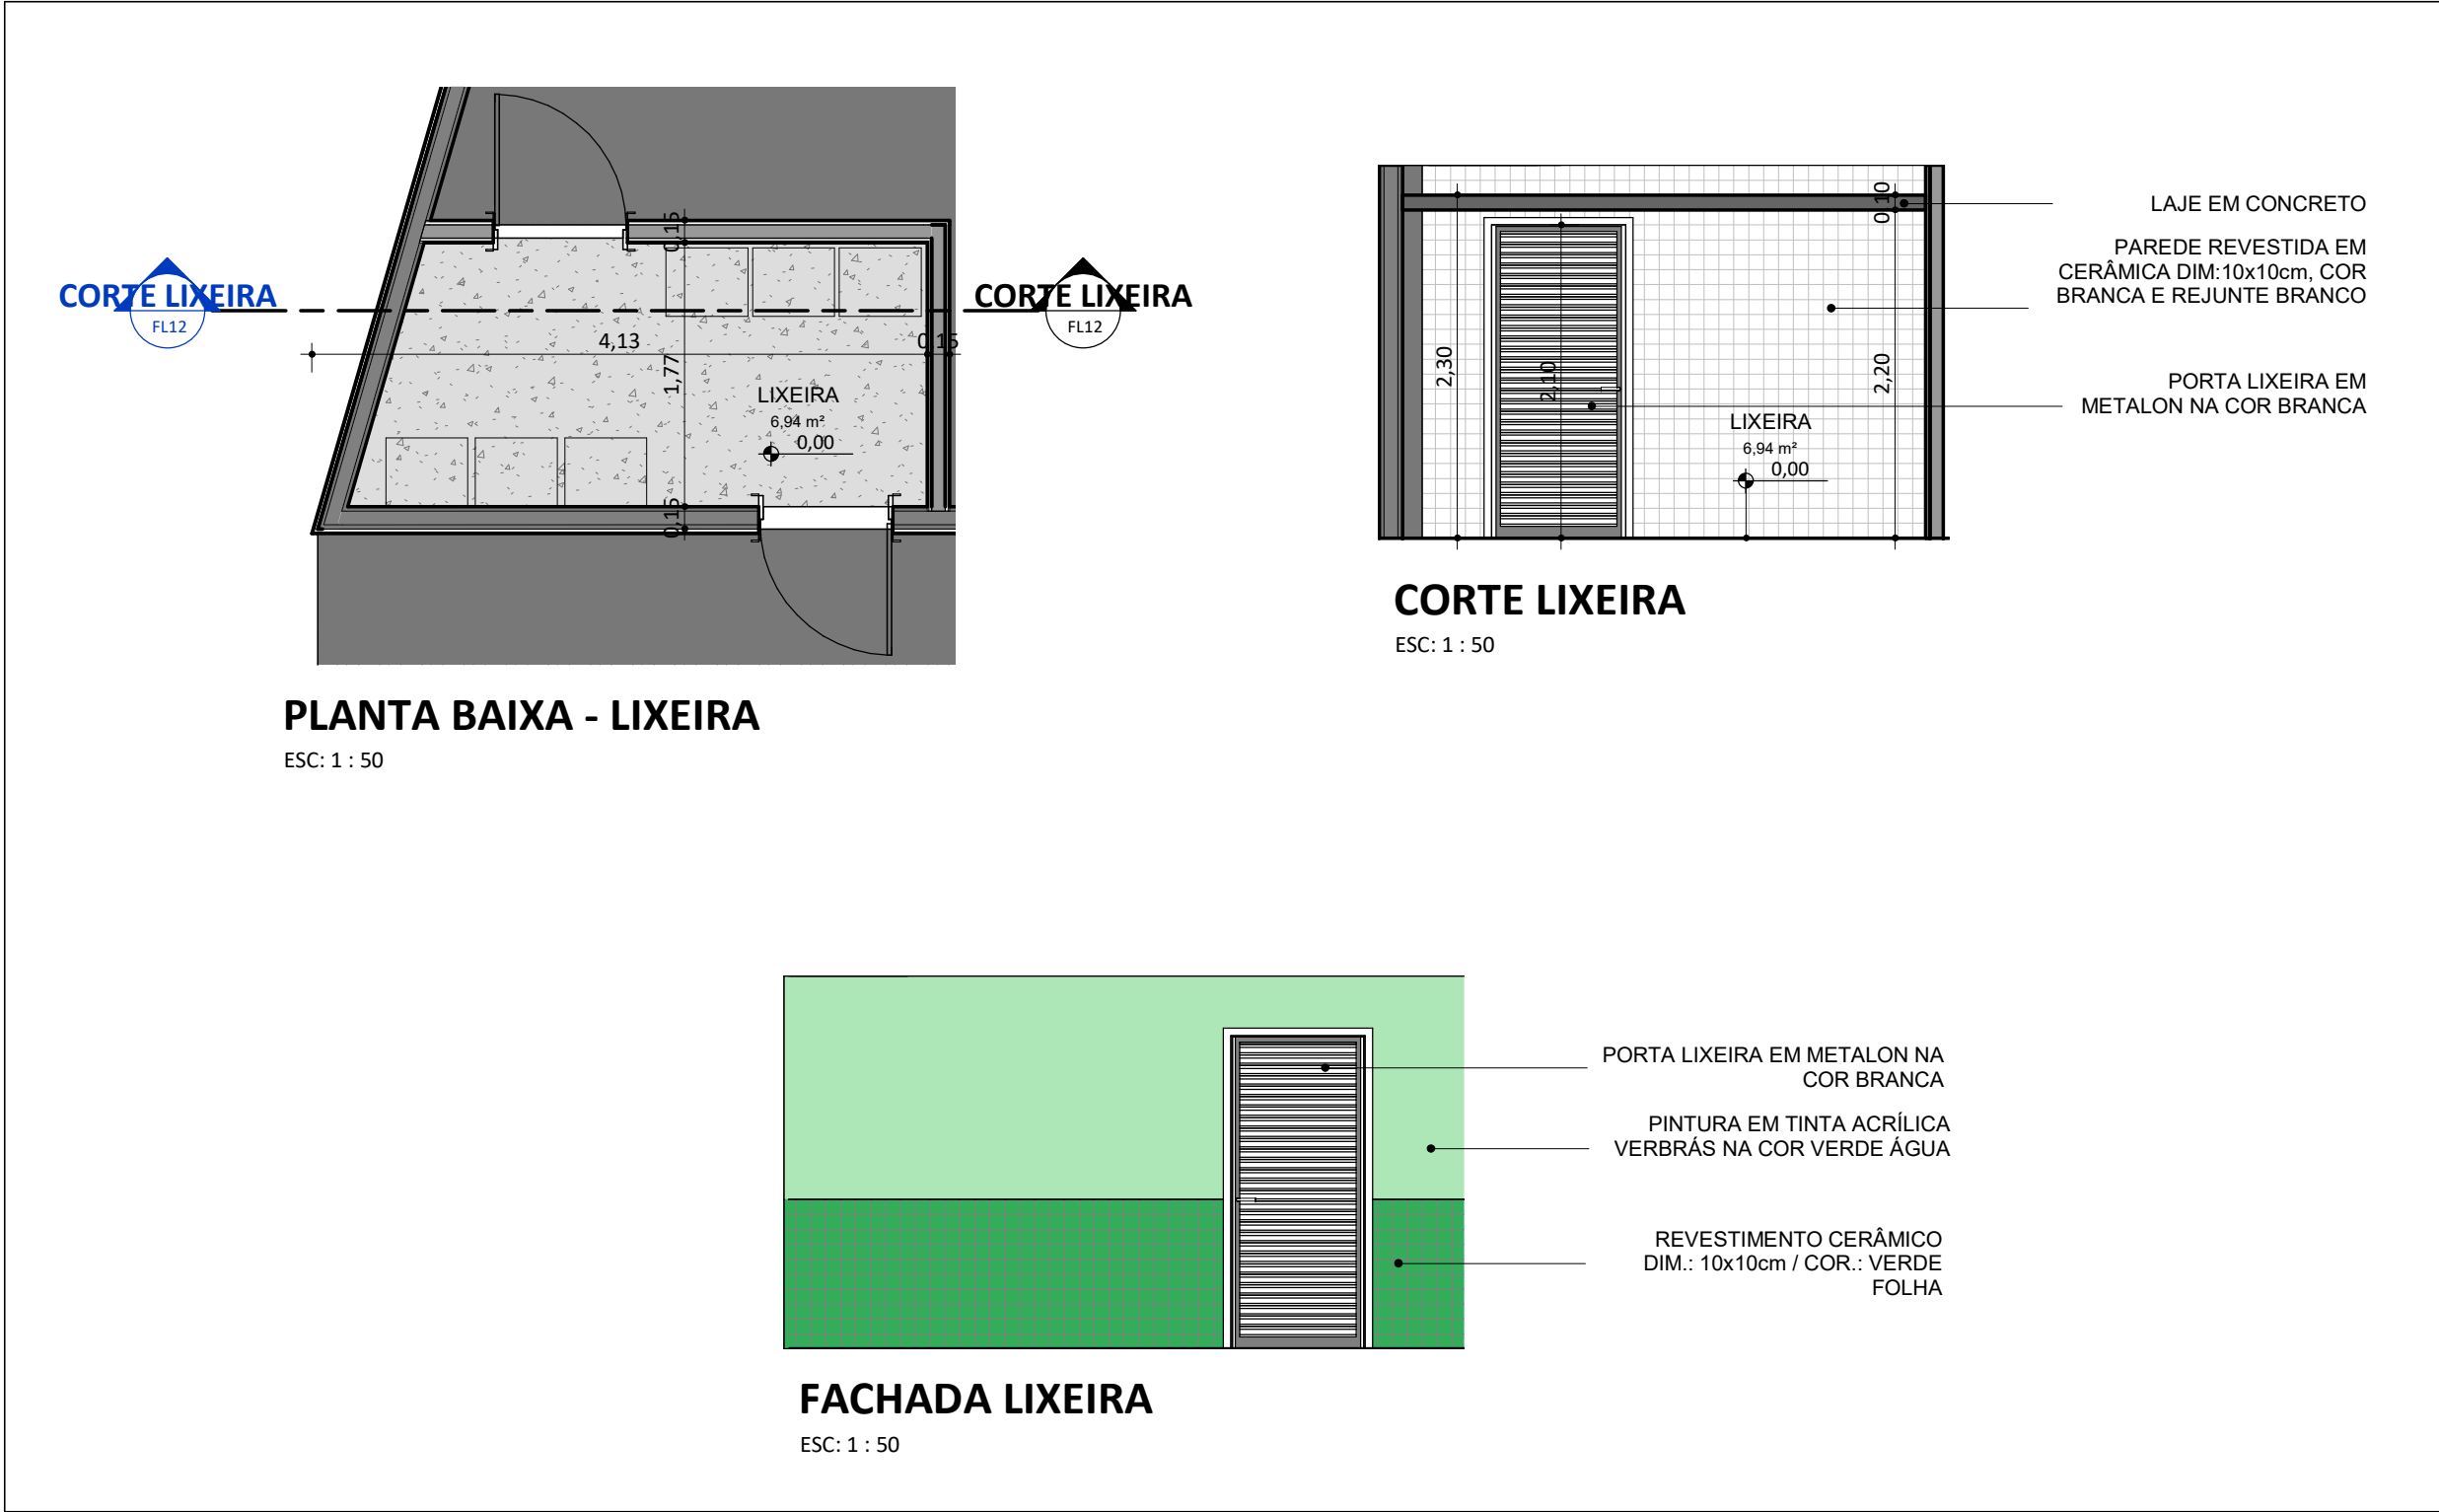 CORTE LIXEIRA
FL12
CORTE LIXEIRA
FL12
0,15
4,13
0,15
1,77
LIXEIRA
6,94 m²
0,00
0,15
PLANTA BAIXA - LIXEIRA
ESC: 1 : 50
0,10
2,30
2,10
2,20
LIXEIRA
6,94 m²
0,00
LAJE EM CONCRETO
PAREDE REVESTIDA EM
CERÂMICA DIM:10x10cm, COR
BRANCA E REJUNTE BRANCO
PORTA LIXEIRA EM
METALON NA COR BRANCA
CORTE LIXEIRA
ESC: 1 : 50
PORTA LIXEIRA EM METALON NA
COR BRANCA
PINTURA EM TINTA ACRÍLICA
VERBRÁS NA COR VERDE ÁGUA
REVESTIMENTO CERÂMICO
DIM.: 10x10cm / COR.: VERDE
FOLHA
FACHADA LIXEIRA
ESC: 1 : 50